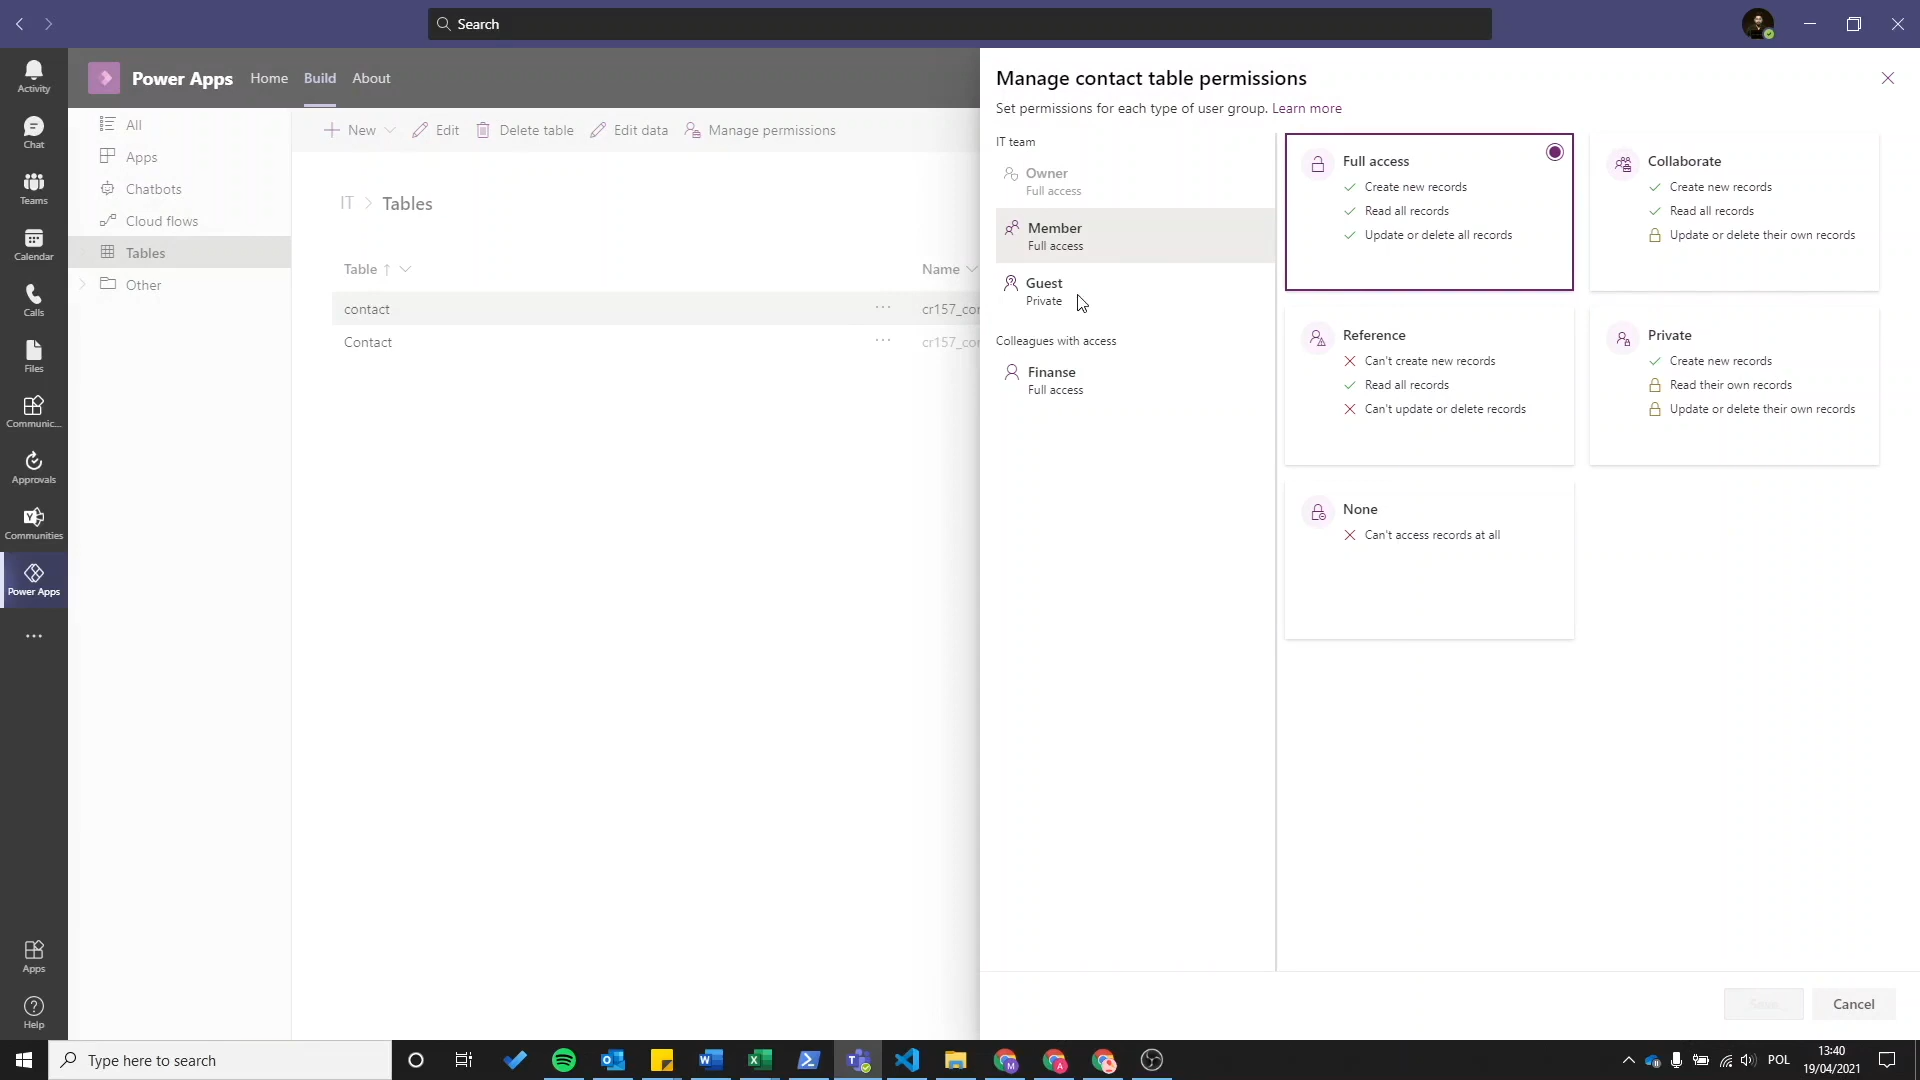 Search
Activity
Chat
Teams
Calendar
Calls
Files
Communic...
Approvals
Communities
Power Apps
Apps
Help
Power Apps
Home
Build
About
All
Apps
Chatbots
Cloud flows
Tables
Other
New
Edit
Delete table
Edit data
Manage permissions
IT > Tables
Table
Name
contact
cr157_con
Contact
cr157_con
Manage contact table permissions
Set permissions for each type of user group. Learn more
IT team
Owner
Full access
Member
Full access
Guest
Private
Colleagues with access
Finanse
Full access
Full access
Create new records
Read all records
Update or delete all records
Collaborate
Create new records
Read all records
Update or delete their own records
Reference
Can't create new records
Read all records
Can't update or delete records
Private
Create new records
Read their own records
Update or delete their own records
None
Can't access records at all
Save
Cancel
Type here to search
POL
13:40
19/04/2021